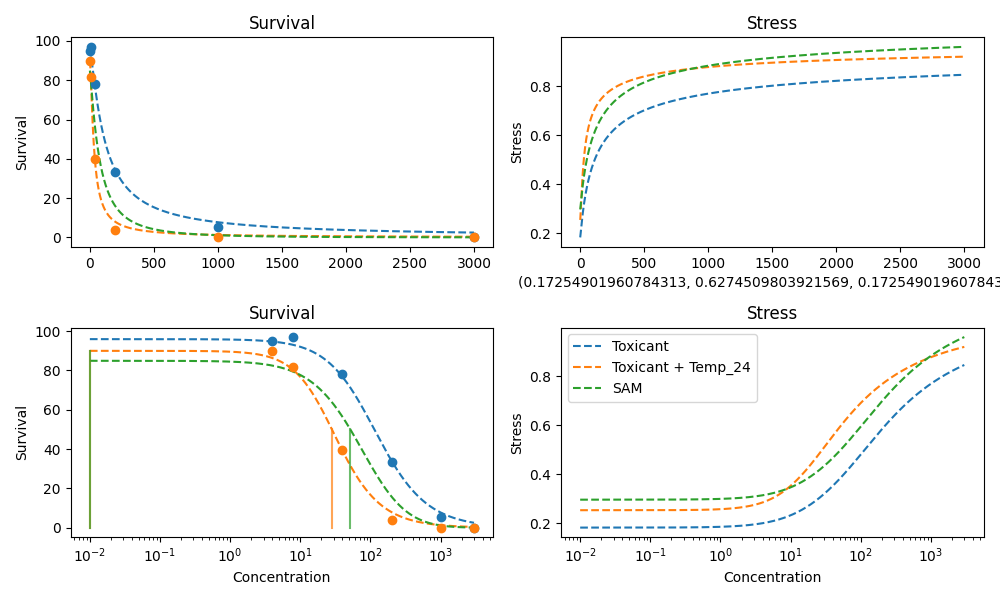 Survival
Stress
Survival
100
80
60
40
20
0
0 500 1000 1500 2000 2500 3000
Stress
0.8
0.6
0.4
0.2
0 500 1000 1500 2000 2500 3000
(0.17254901960784313, 0.6274509803921569, 0.172549019607843
Survival
Stress
Survival
100
80
60
40
20
0
10⁻² 10⁻¹ 10⁰ 10¹ 10² 10³
Concentration
Stress
0.8
0.6
0.4
0.2
Toxicant
Toxicant + Temp_24
SAM
10⁻² 10⁻¹ 10⁰ 10¹ 10² 10³
Concentration